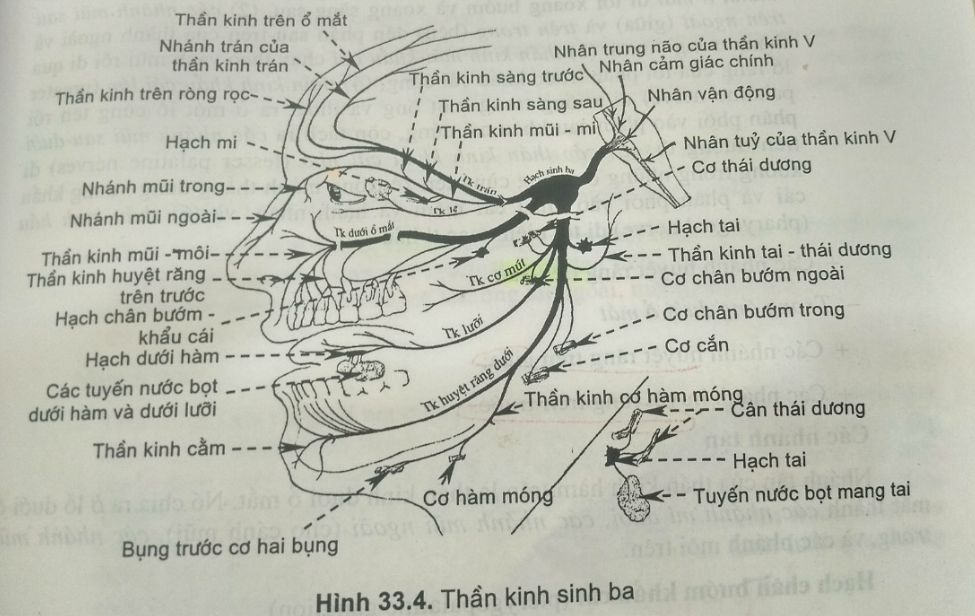 Thần kinh trên ổ mắt
Nhánh trán của
thần kinh trán
Thần kinh trên ròng rọc
Hạch mi
Nhánh mũi trong
Nhánh mũi ngoài
Thần kinh mũi - môi
Thần kinh huyệt răng
trên trước
Hạch chân bướm -
khẩu cái
Hạch dưới hàm
Các tuyến nước bọt
dưới hàm và dưới lưỡi
Thần kinh cằm
Bụng trước cơ hai bụng
Cơ hàm móng
Thần kinh sàng trước
Thần kinh sàng sau
Thần kinh mũi - mi
Nhân trung não của thần kinh V
Nhân cảm giác chính
Nhân vận động
Nhân tuỷ của thần kinh V
Cơ thái dương
Hạch tai
Thần kinh tai - thái dương
Cơ chân bướm ngoài
Cơ chân bướm trong
Cơ cắn
Thần kinh cơ hàm móng
Cân thái dương
Hạch tai
Tuyến nước bọt mang tai
Hạch sinh ba
Tk trán
Tk lệ
Tk dưới ổ mắt
Tk cơ mút
Tk lưỡi
Tk huyệt răng dưới
Hình 33.4. Thần kinh sinh ba